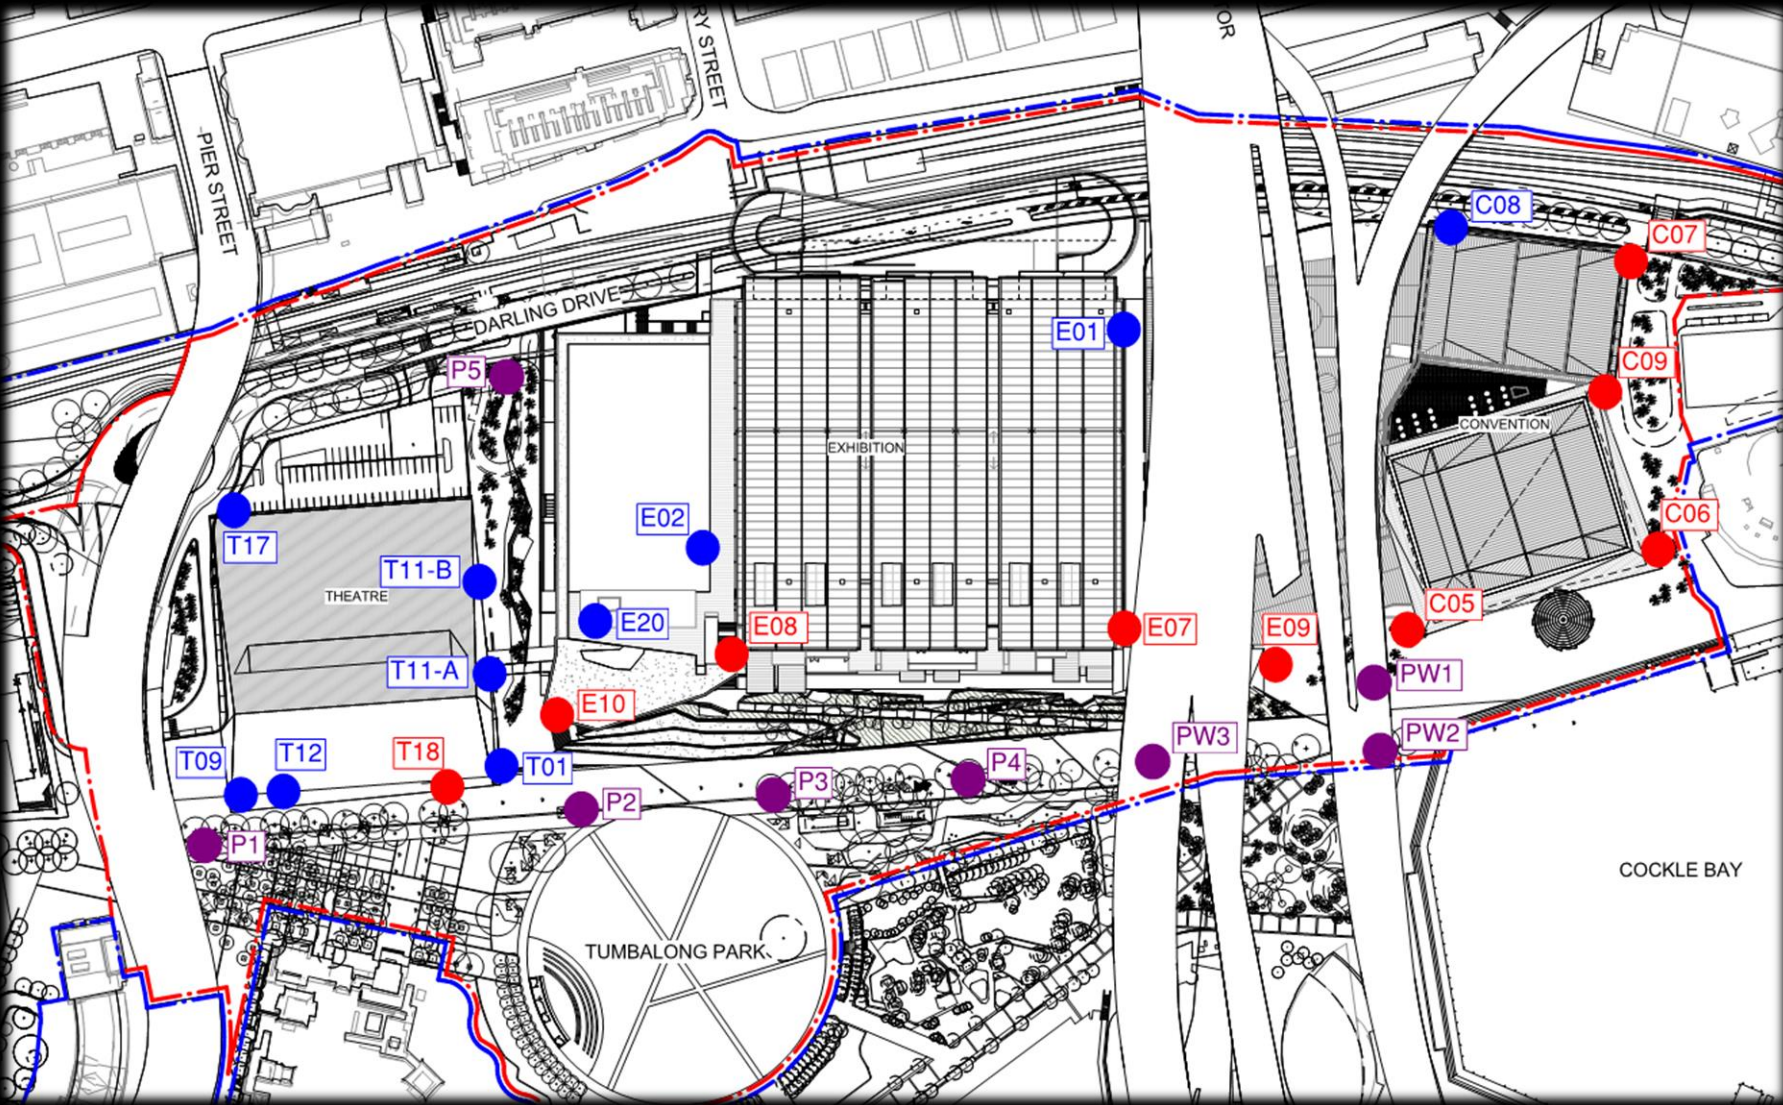 RY STREET
TOR
PIER STREET
C08
C07
DARLING DRIVE
E01
P5
C09
CONVENTION
EXHIBITION
E02
C06
T17
T11-B
THEATRE
C05
E20
E08
E07
E09
T11-A
PW1
E10
PW3
PW2
T09
T12
T18
T01
P4
P3
P2
P1
COCKLE BAY
TUMBALONG PARK